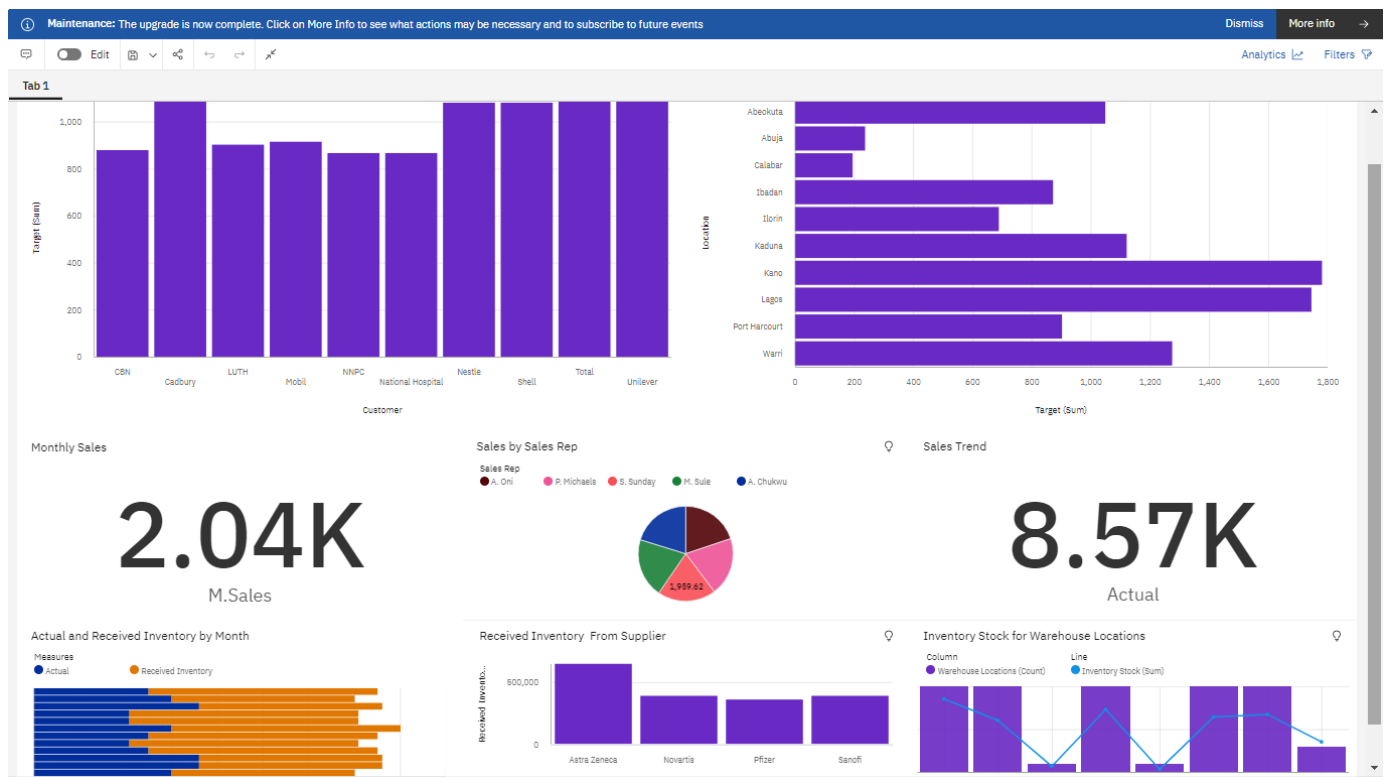 Maintenance: The upgrade is now complete. Click on More Info to see what actions may be necessary and to subscribe to future events
Dismiss
More info
Edit
Analytics
Filters
Tab 1
1,000
800
600
400
200
0
Target (Sum)
CBN
Cadbury
LUTH
Mobil
NNPC
National Hospital
Nestle
Shell
Total
Unilever
Customer
Location
Abeokuta
Abuja
Calabar
Ibadan
Ilorin
Kaduna
Kano
Lagos
Port Harcourt
Warri
0
200
400
600
800
1,000
1,200
1,400
1,600
1,800
Target (Sum)
Monthly Sales
2.04K
M.Sales
Sales by Sales Rep
Sales Rep
A. Oni
P. Michaels
S. Sunday
M. Sule
A. Chukwu
1,959.62
Sales Trend
8.57K
Actual
Actual and Received Inventory by Month
Measures
Actual
Received Inventory
Received Inventory From Supplier
Received Invento...
500,000
0
Astra Zeneca
Novartis
Pfizer
Sanofi
Inventory Stock for Warehouse Locations
Column
Line
Warehouse Locations (Count)
Inventory Stock (Sum)